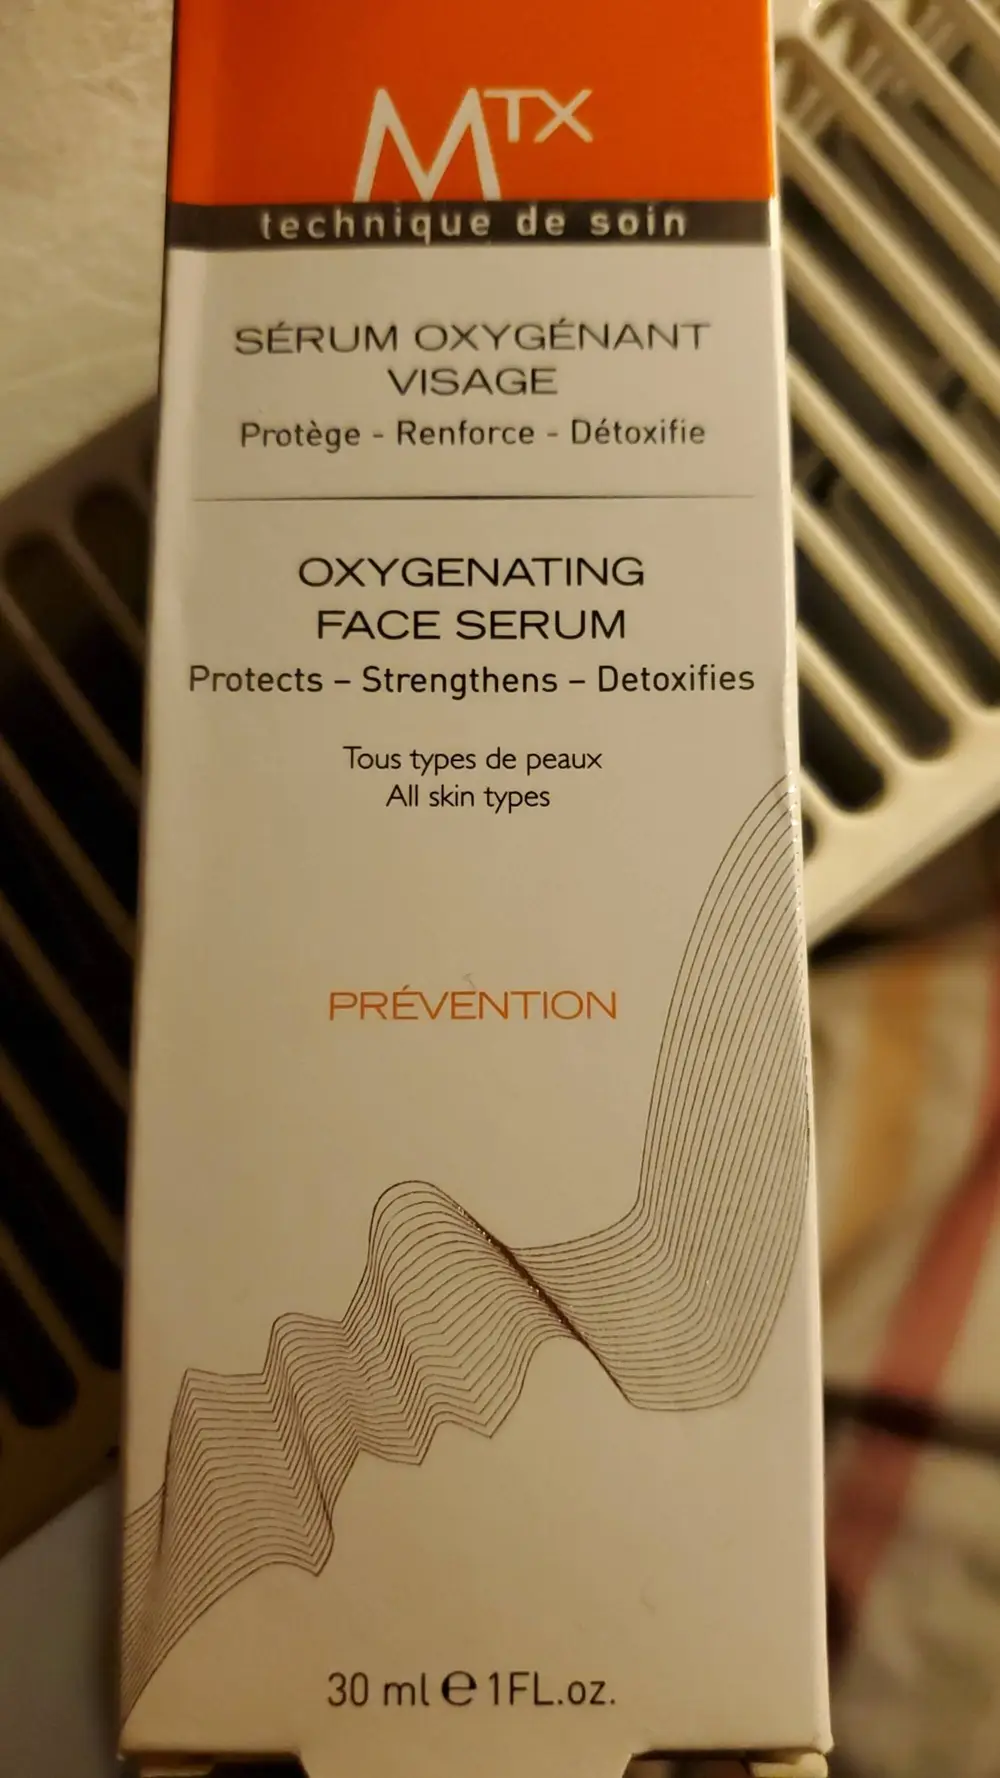 MTX
technique de soin
SÉRUM OXYGÉNANT
VISAGE
Protège - Renforce - Détoxifie
OXYGENATING
FACE SERUM
Protects – Strengthens – Detoxifies
Tous types de peaux
All skin types
PRÉVENTION
30 ml e 1FL.oz.